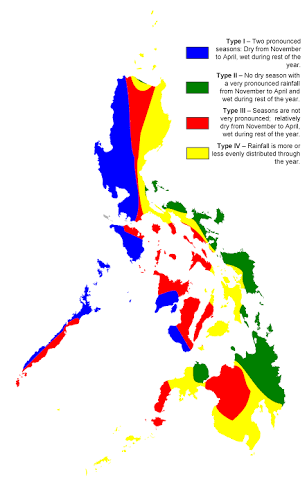 Type I – Two pronounced
seasons: Dry from November
to April, wet during rest of the
year.
Type II – No dry season with
a very pronounced rainfall
from November to April and
wet during rest of the year.
Type III – Seasons are not
very pronounced; relatively
dry from November to April,
wet during rest of the year.
Type IV – Rainfall is more or
less evenly distributed through
the year.